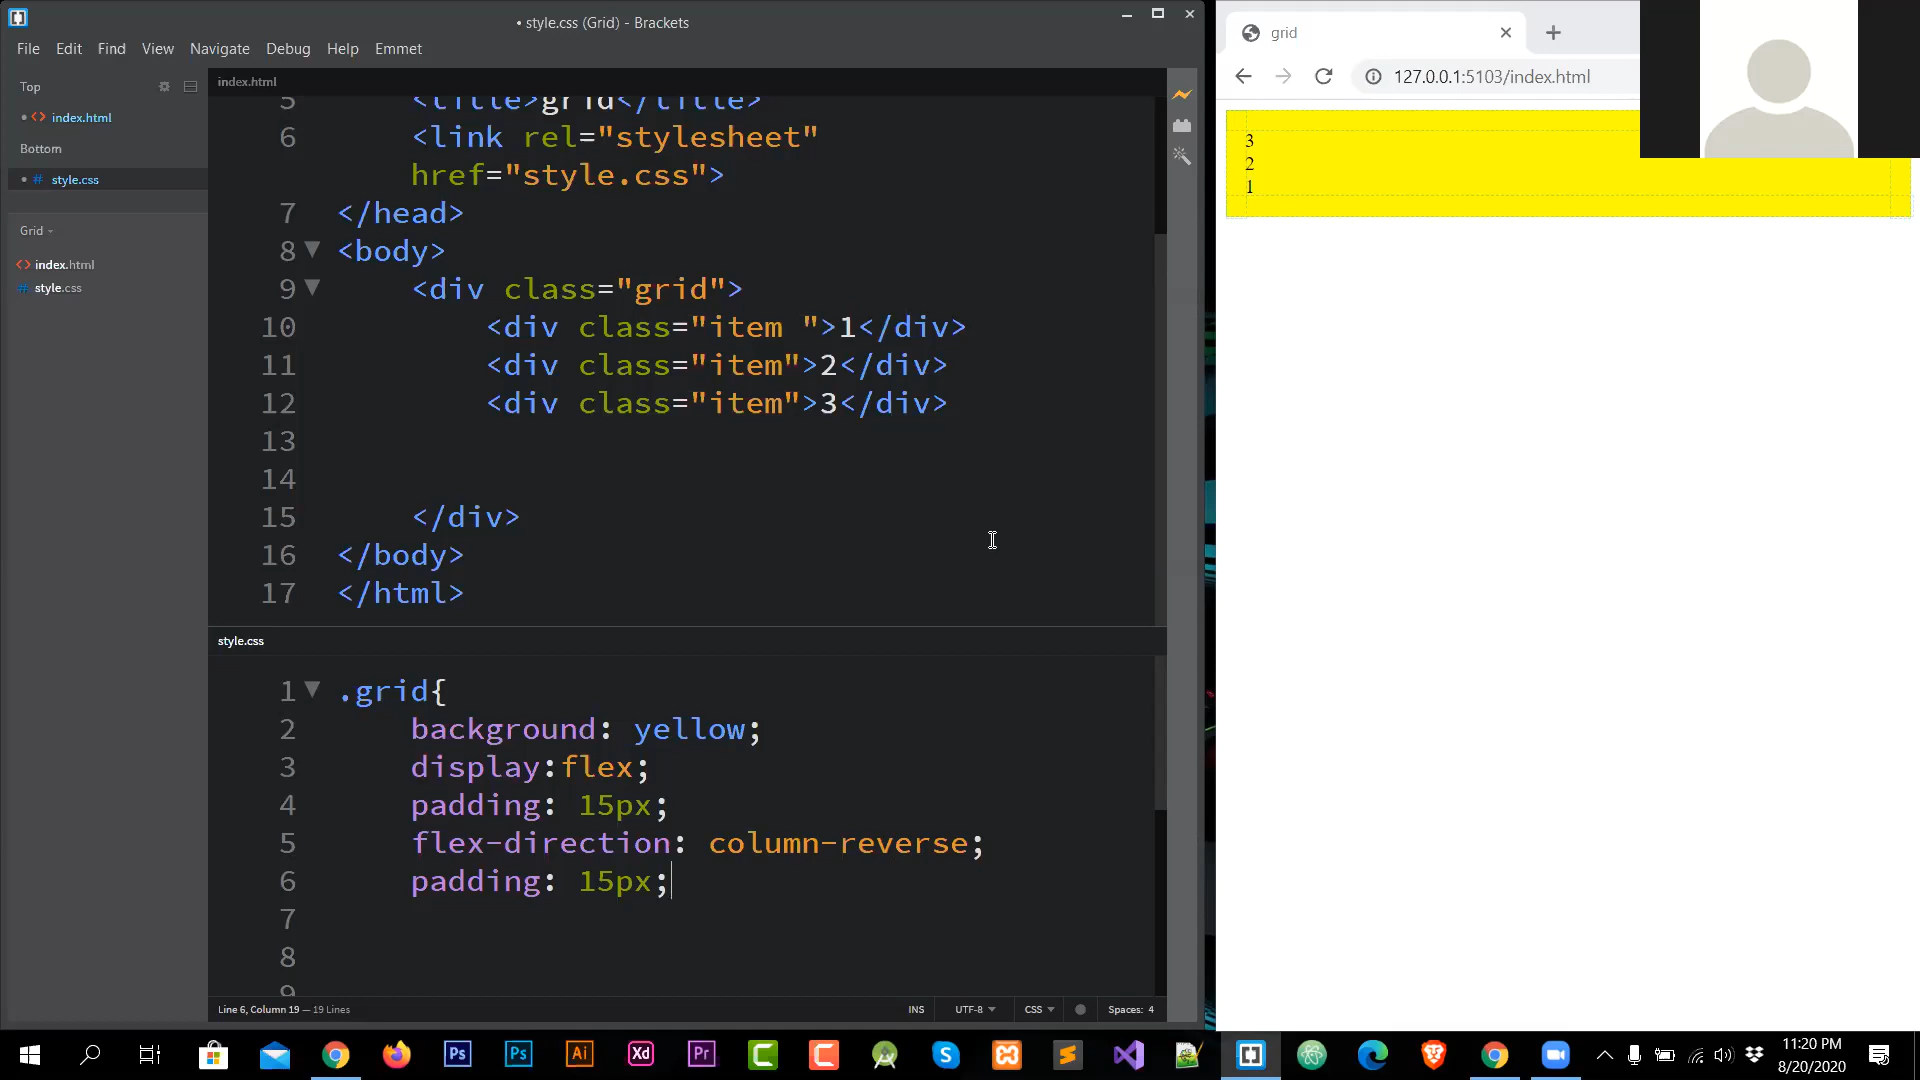 • style.css (Grid) - Brackets
File Edit Find View Navigate Debug Help Emmet
Top
• <> index.html
Bottom
• # style.css
Grid
<> index.html
# style.css
index.html
5 <title>grid</title>
6 <link rel="stylesheet"
href="style.css">
7 </head>
8 <body>
9 <div class="grid">
10 <div class="item ">1</div>
11 <div class="item">2</div>
12 <div class="item">3</div>
13
14
15 </div>
16 </body>
17 </html>
style.css
1 .grid{
2 background: yellow;
3 display:flex;
4 padding: 15px;
5 flex-direction: column-reverse;
6 padding: 15px;
7
8
9
Line 6, Column 19 — 19 Lines
INS UTF-8 CSS Spaces: 4
grid
127.0.0.1:5103/index.html
3
2
1
Ps Ps Ai Xd Pr
11:20 PM
8/20/2020